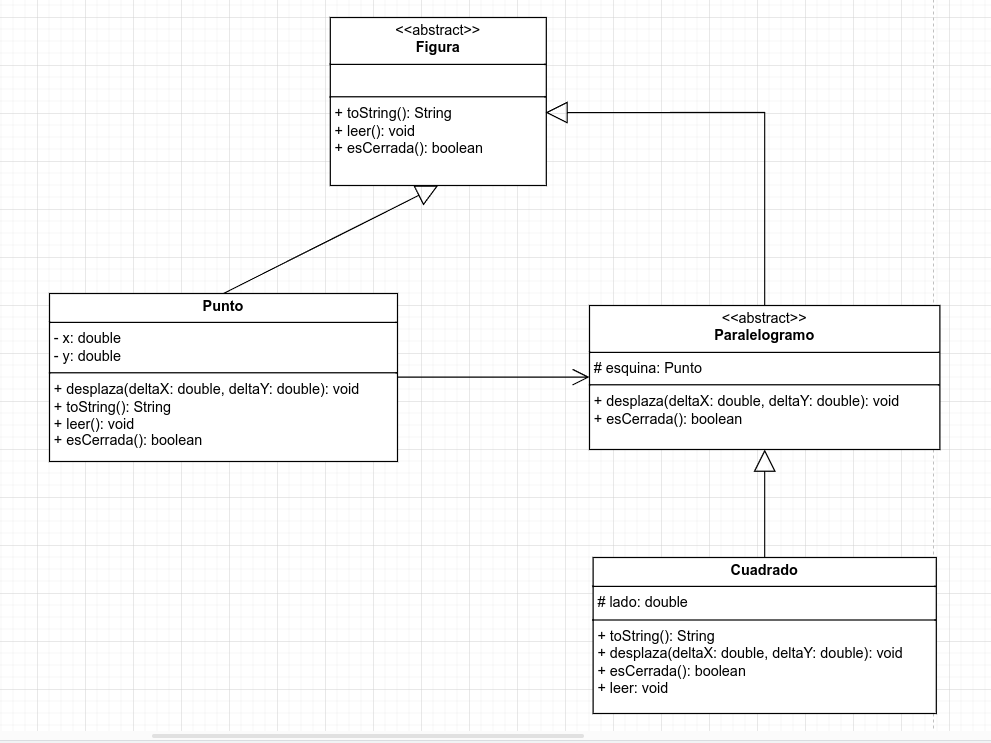 <<abstract>>
Figura
+ toString(): String
+ leer(): void
+ esCerrada(): boolean
Punto
- x: double
- y: double
+ desplaza(deltaX: double, deltaY: double): void
+ toString(): String
+ leer(): void
+ esCerrada(): boolean
<<abstract>>
Paralelogramo
# esquina: Punto
+ desplaza(deltaX: double, deltaY: double): void
+ esCerrada(): boolean
Cuadrado
# lado: double
+ toString(): String
+ desplaza(deltaX: double, deltaY: double): void
+ esCerrada(): boolean
+ leer: void